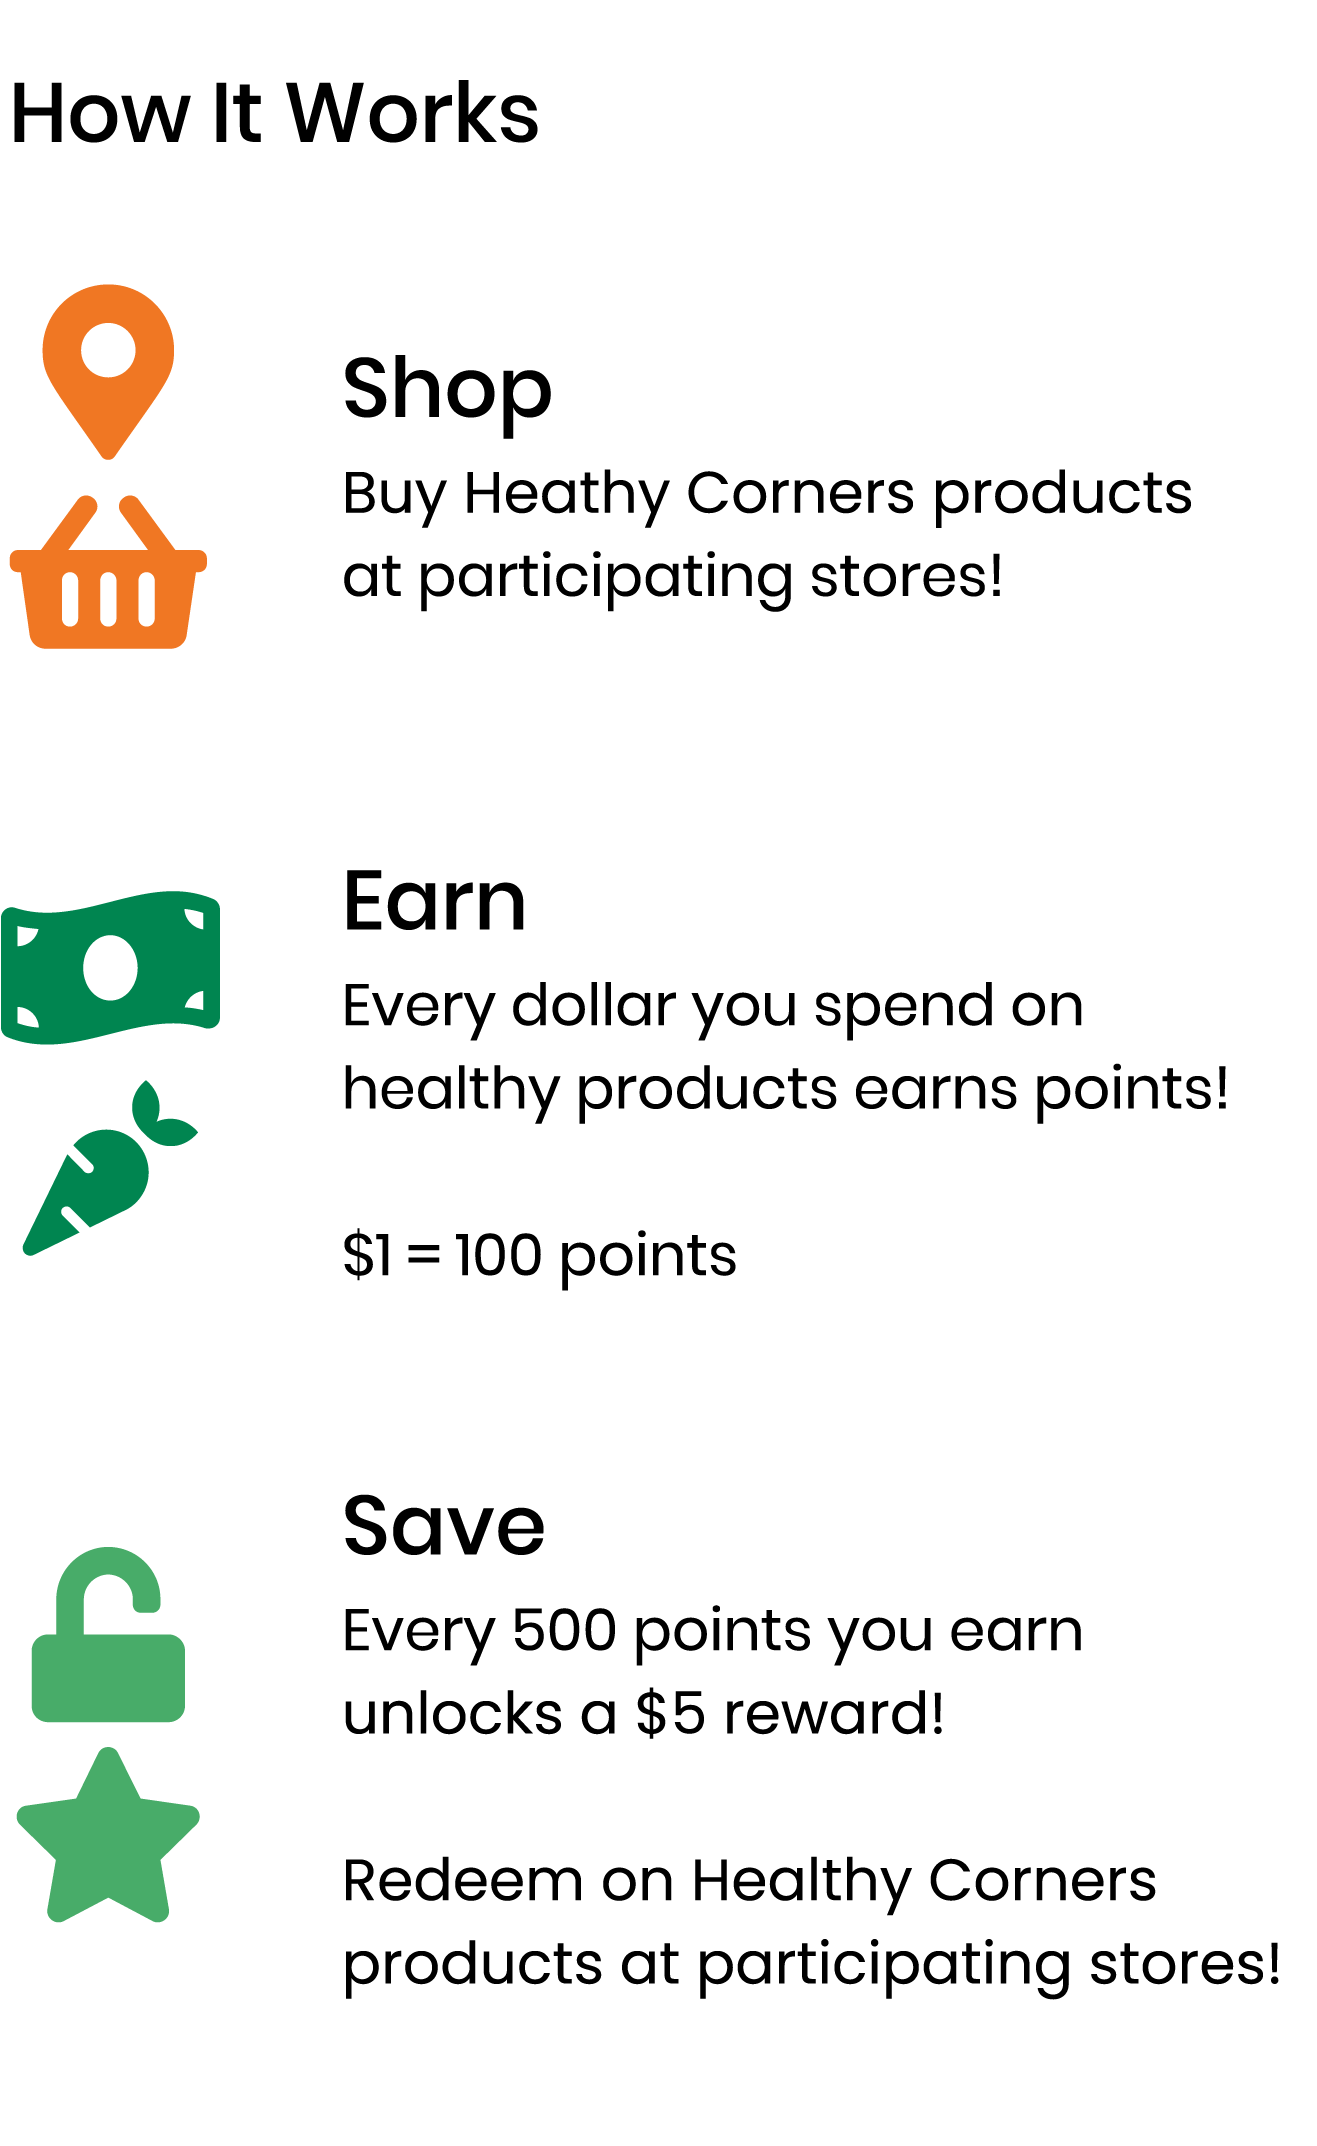 How It Works
Shop
Buy Heathy Corners products
at participating stores!
Earn
Every dollar you spend on
healthy products earns points!
$1 = 100 points
Save
Every 500 points you earn
unlocks a $5 reward!
Redeem on Healthy Corners
products at participating stores!